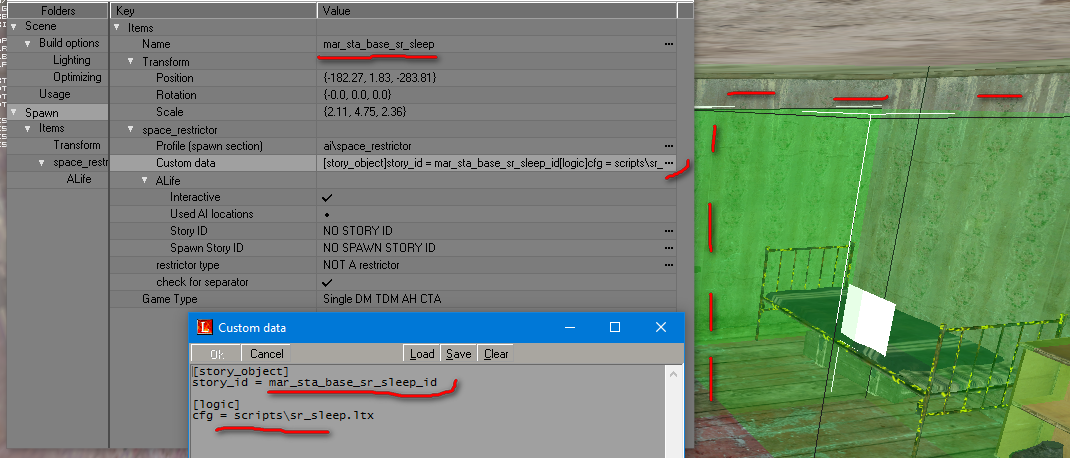 Folders Key Value
Scene Items
Build options Name mar_sta_base_sr_sleep ...
Lighting Transform
Optimizing Position {-182.27, 1.83, -283.81}
Usage Rotation {-0.0, 0.0, 0.0}
Spawn Scale {2.11, 4.75, 2.36}
Items space_restrictor
Transform Profile (spawn section) ai\space_restrictor
space_restr Custom data [story_object]story_id = mar_sta_base_sr_sleep_id[logic]cfg = scripts\sr_ ...
ALife ALife
Interactive
Used AI locations
Story ID NO STORY ID ...
Spawn Story ID NO SPAWN STORY ID ...
restrictor type NOT A restrictor ...
check for separator
Game Type Single DM TDM AH CTA
Custom data
Ok Cancel Load Save Clear
[story_object]
story_id = mar_sta_base_sr_sleep_id
[logic]
cfg = scripts\sr_sleep.ltx